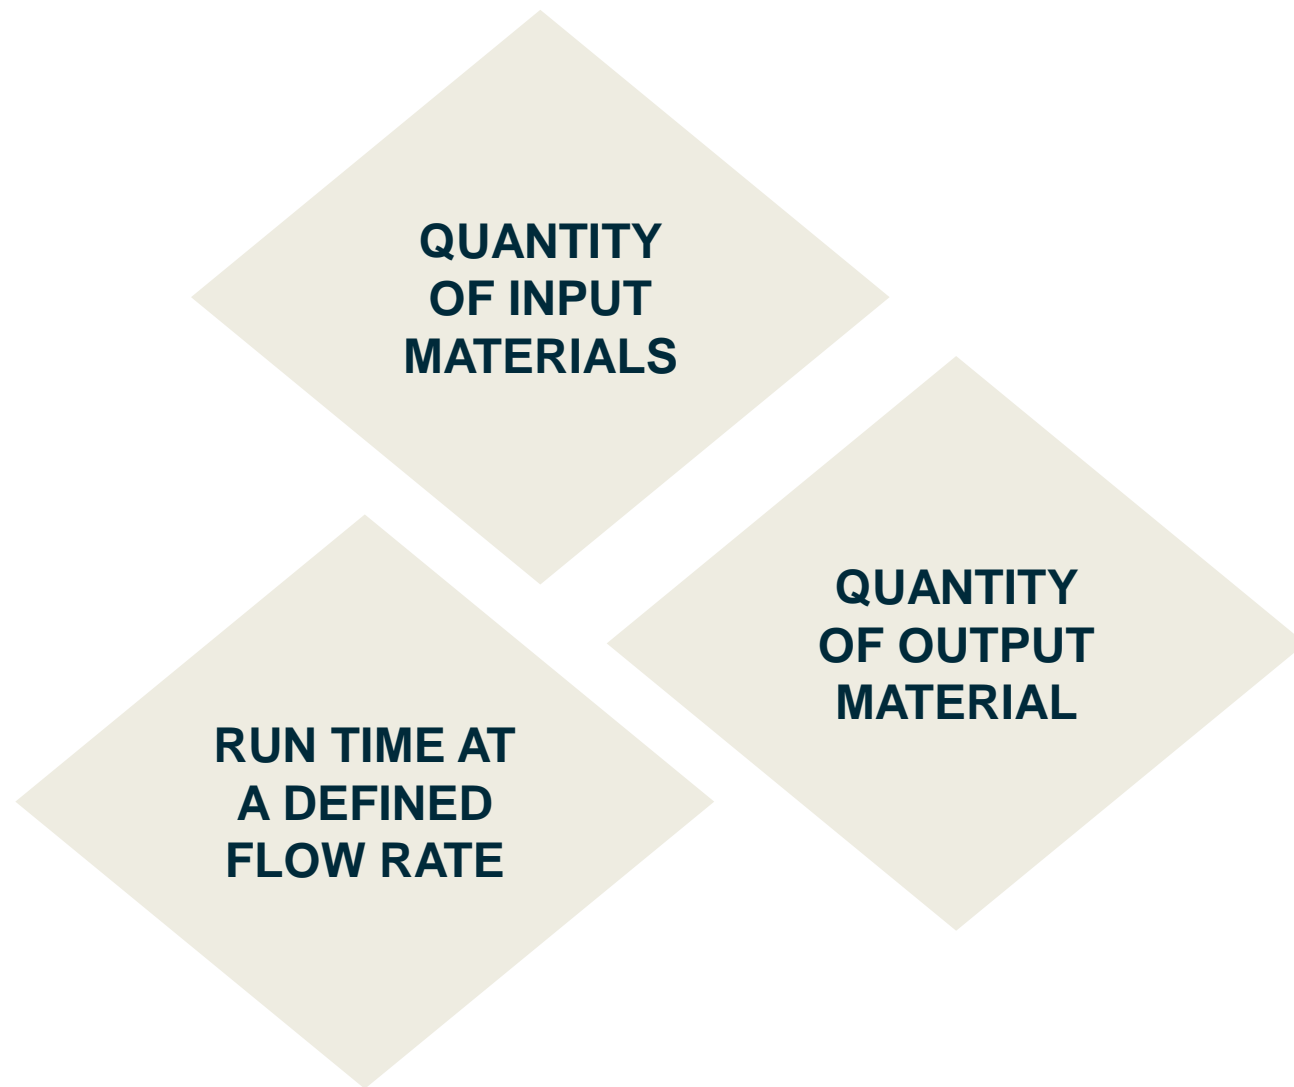 QUANTITY
OF INPUT
MATERIALS
QUANTITY
OF OUTPUT
MATERIAL
RUN TIME AT
A DEFINED
FLOW RATE